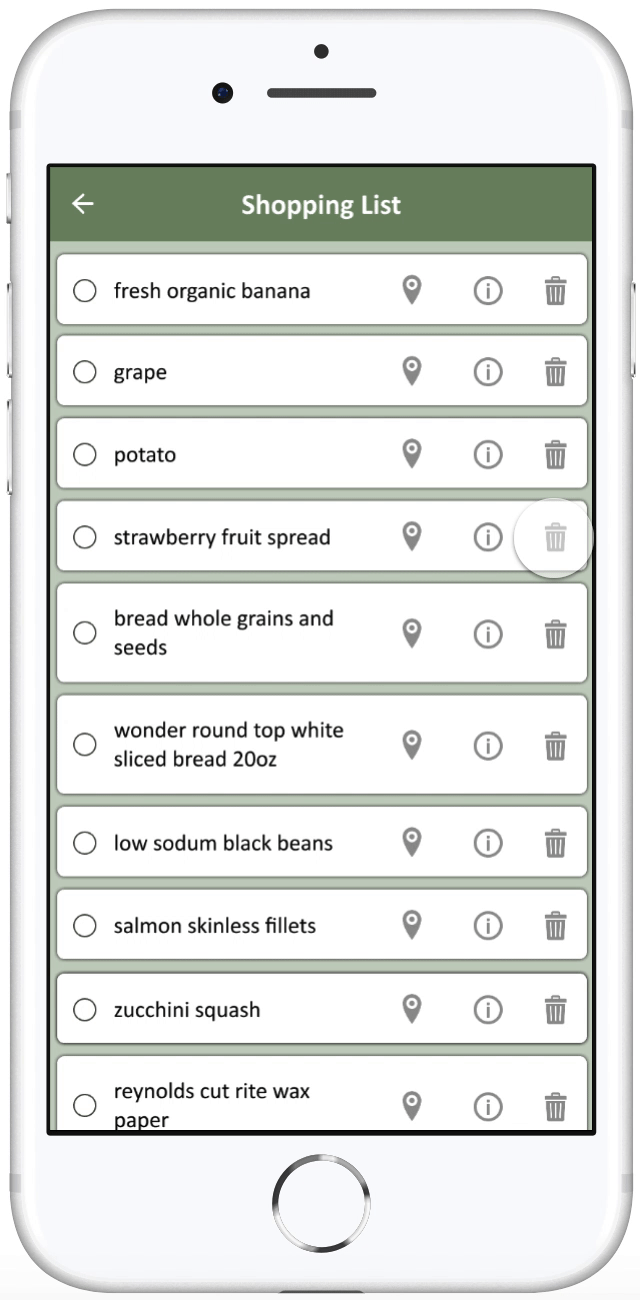 Shopping List
fresh organic banana
grape
potato
strawberry fruit spread
bread whole grains and
seeds
wonder round top white
sliced bread 20oz
low sodum black beans
salmon skinless fillets
zucchini squash
reynolds cut rite wax
paper